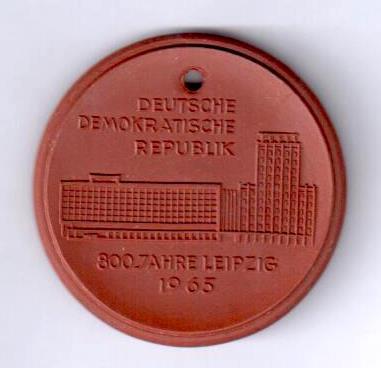 DEUTSCHE
DEMOKRATISCHE
REPUBLIK
800 JAHRE LEIPZIG
1965